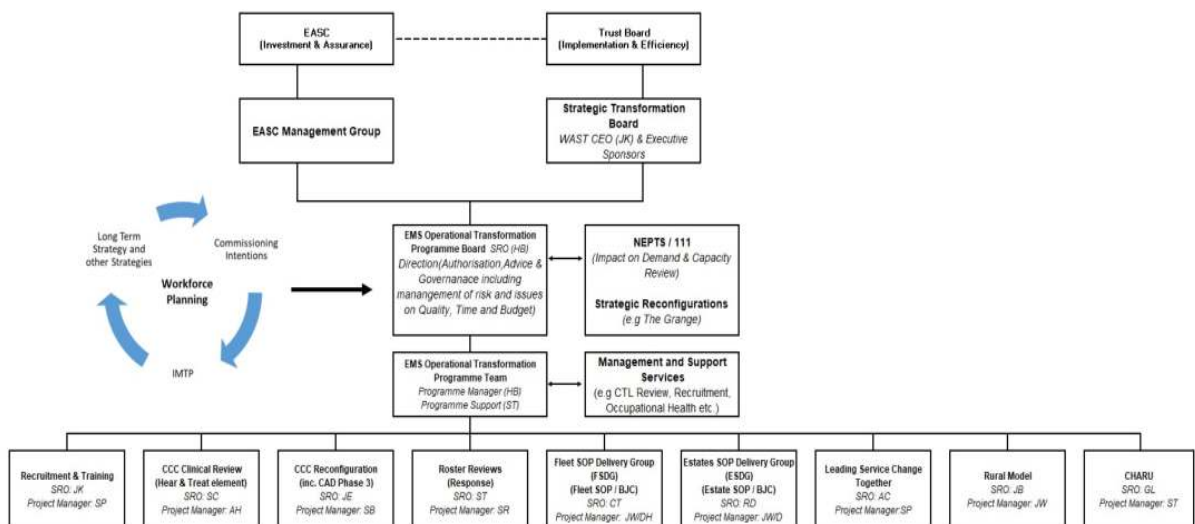 EASC
(Investment & Assurance)
Trust Board
(Implementation & Efficiency)
EASC Management Group
Strategic Transformation
Board
WAST CEO (JK) & Executive
Sponsors
Long Term
Strategy and
other Strategies
Commissioning
Intentions
Workforce
Planning
IMTP
EMS Operational Transformation
Programme Board SRO (HB)
Direction(Authorisation,Advice &
Governanace including
manangement of risk and issues
on Quality, Time and Budget)
NEPTS / 111
(Impact on Demand & Capacity
Review)
Strategic Reconfigurations
(e.g The Grange)
EMS Operational Transformation
Programme Team
Programme Manager (HB)
Programme Support (ST)
Management and Support
Services
(e.g CTL Review, Recruitment,
Occupational Health etc.)
Recruitment & Training
SRO: JK
Project Manager: SP
CCC Clinical Review
(Hear & Treat element)
SRO: SC
Project Manager: AH
CCC Reconfiguration
(inc. CAD Phase 3)
SRO: JE
Project Manager: SB
Roster Reviews
(Response)
SRO: ST
Project Manager: SR
Fleet SOP Delivery Group
(FSDG)
(Fleet SOP / BJC)
SRO: CT
Project Manager: JW/DH
Estates SOP Delivery Group
(ESDG)
(Estate SOP / BJC)
SRO: RD
Project Manager: JW/D
Leading Service Change
Together
SRO: AC
Project Manager:SP
Rural Model
SRO: JB
Project Manager: JW
CHARU
SRO: GL
Project Manager: ST